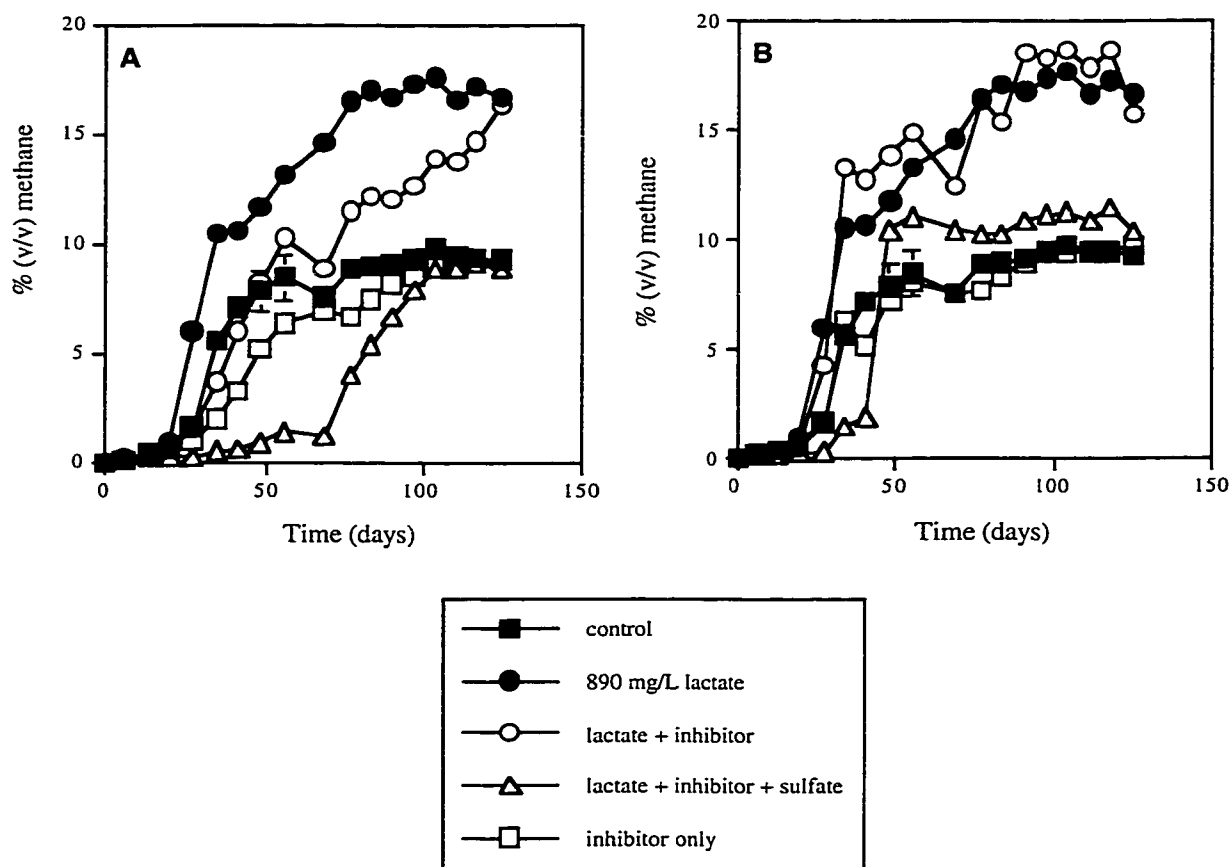 A
B
20
15
10
5
0
% (v/v) methane
0
50
100
150
Time (days)
20
15
10
5
0
% (v/v) methane
0
50
100
150
Time (days)
control
890 mg/L lactate
lactate + inhibitor
lactate + inhibitor + sulfate
inhibitor only